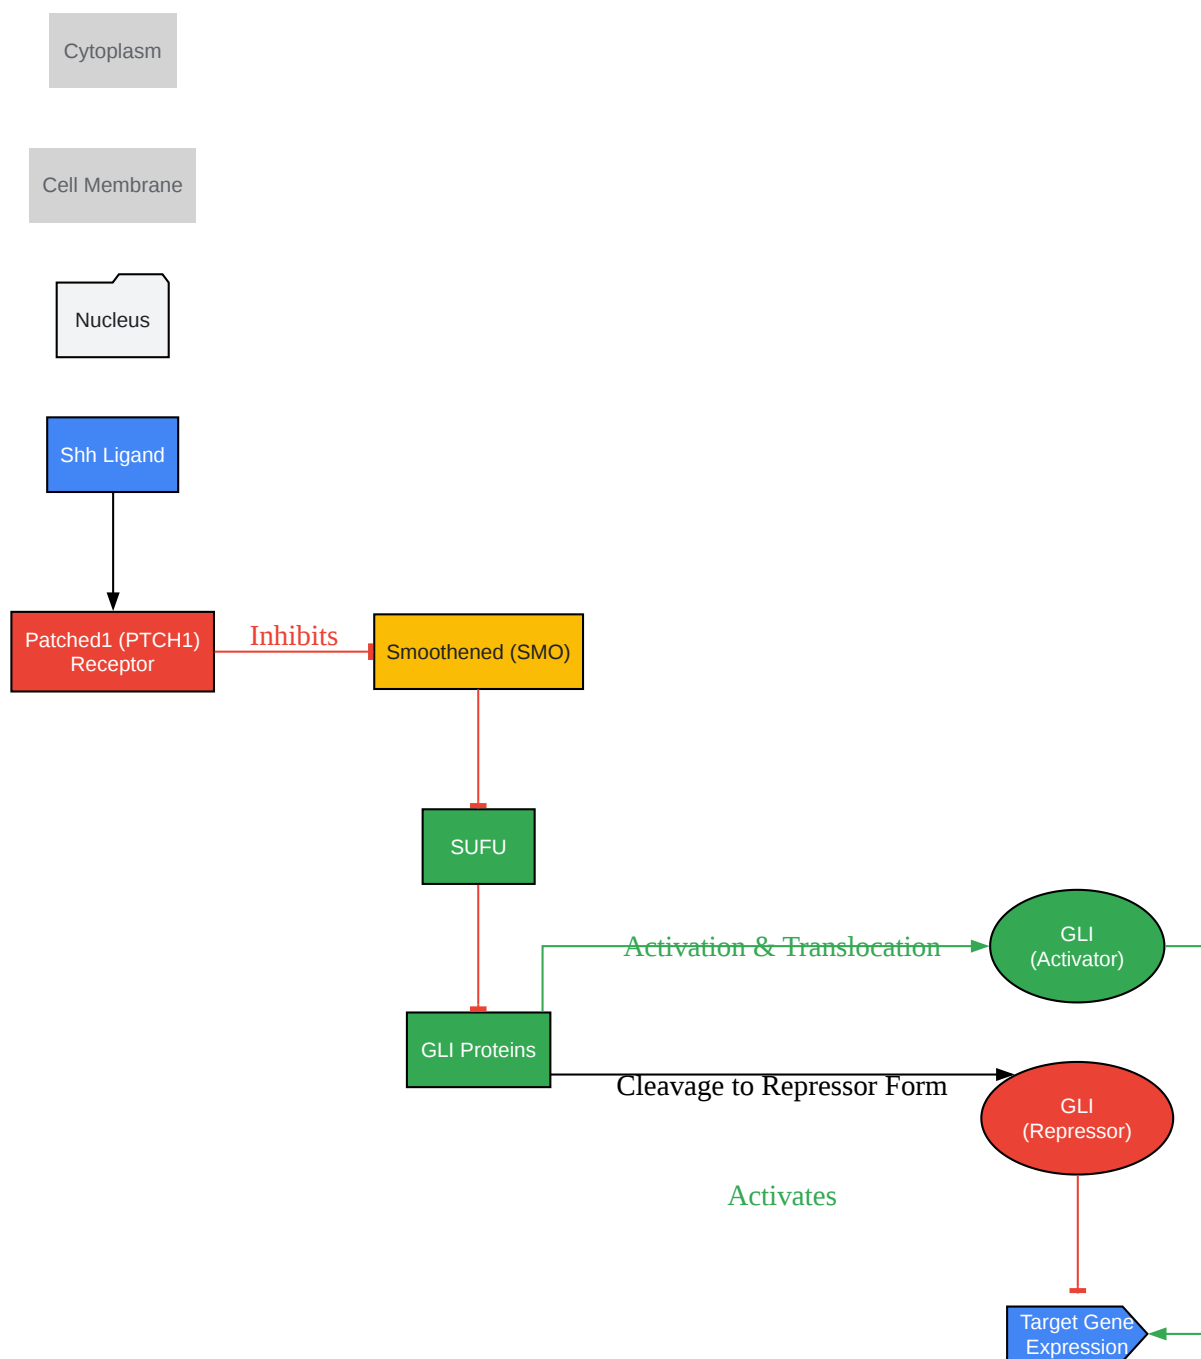 Cytoplasm
Cell Membrane
Nucleus
Shh Ligand
Patched1 (PTCH1)
Receptor
Inhibits
Smoothened (SMO)
SUFU
Activation & Translocation
GLI
(Activator)
GLI Proteins
Cleavage to Repressor Form
GLI
(Repressor)
Activates
Target Gene
Expression